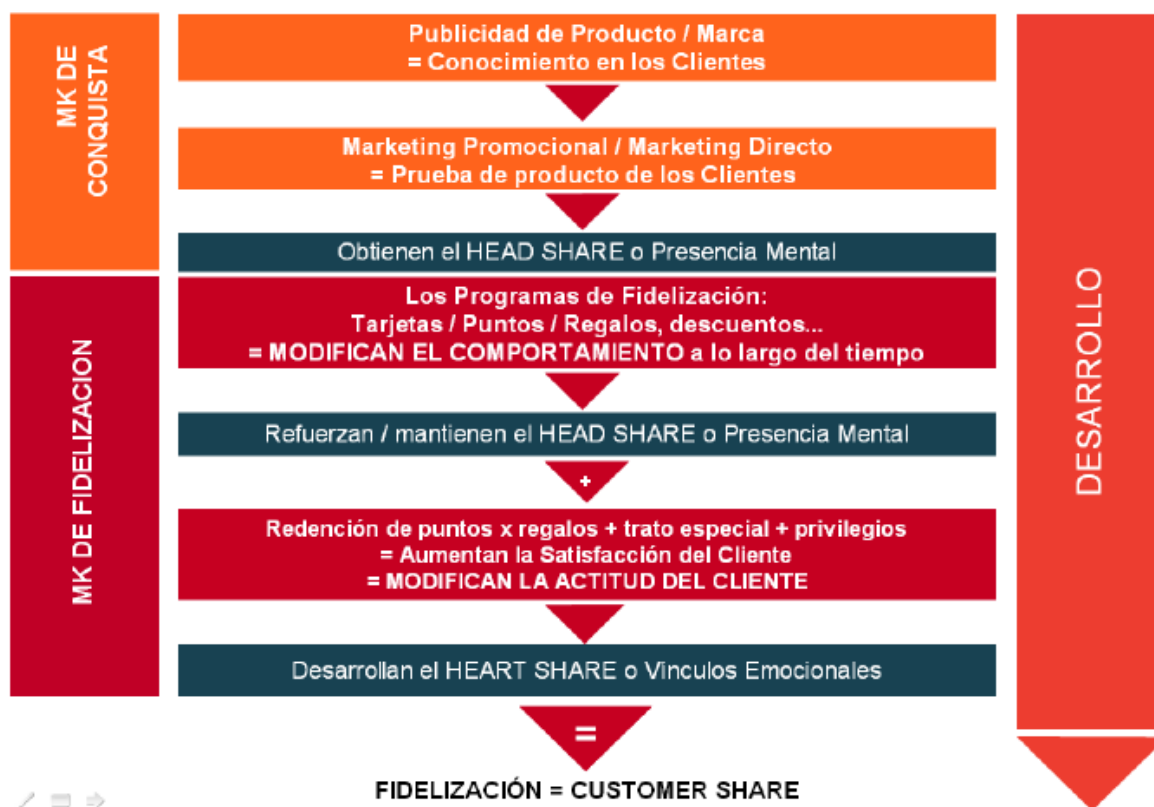 MK DE
CONQUISTA
Publicidad de Producto / Marca
= Conocimiento en los Clientes
Marketing Promocional / Marketing Directo
= Prueba de producto de los Clientes
Obtienen el HEAD SHARE o Presencia Mental
MK DE FIDELIZACION
Los Programas de Fidelización:
Tarjetas / Puntos / Regalos, descuentos...
= MODIFICAN EL COMPORTAMIENTO a lo largo del tiempo
Refuerzan / mantienen el HEAD SHARE o Presencia Mental
+
Redención de puntos x regalos + trato especial + privilegios
= Aumentan la Satisfacción del Cliente
= MODIFICAN LA ACTITUD DEL CLIENTE
Desarrollan el HEART SHARE o Vínculos Emocionales
=
FIDELIZACIÓN = CUSTOMER SHARE
DESARROLLO